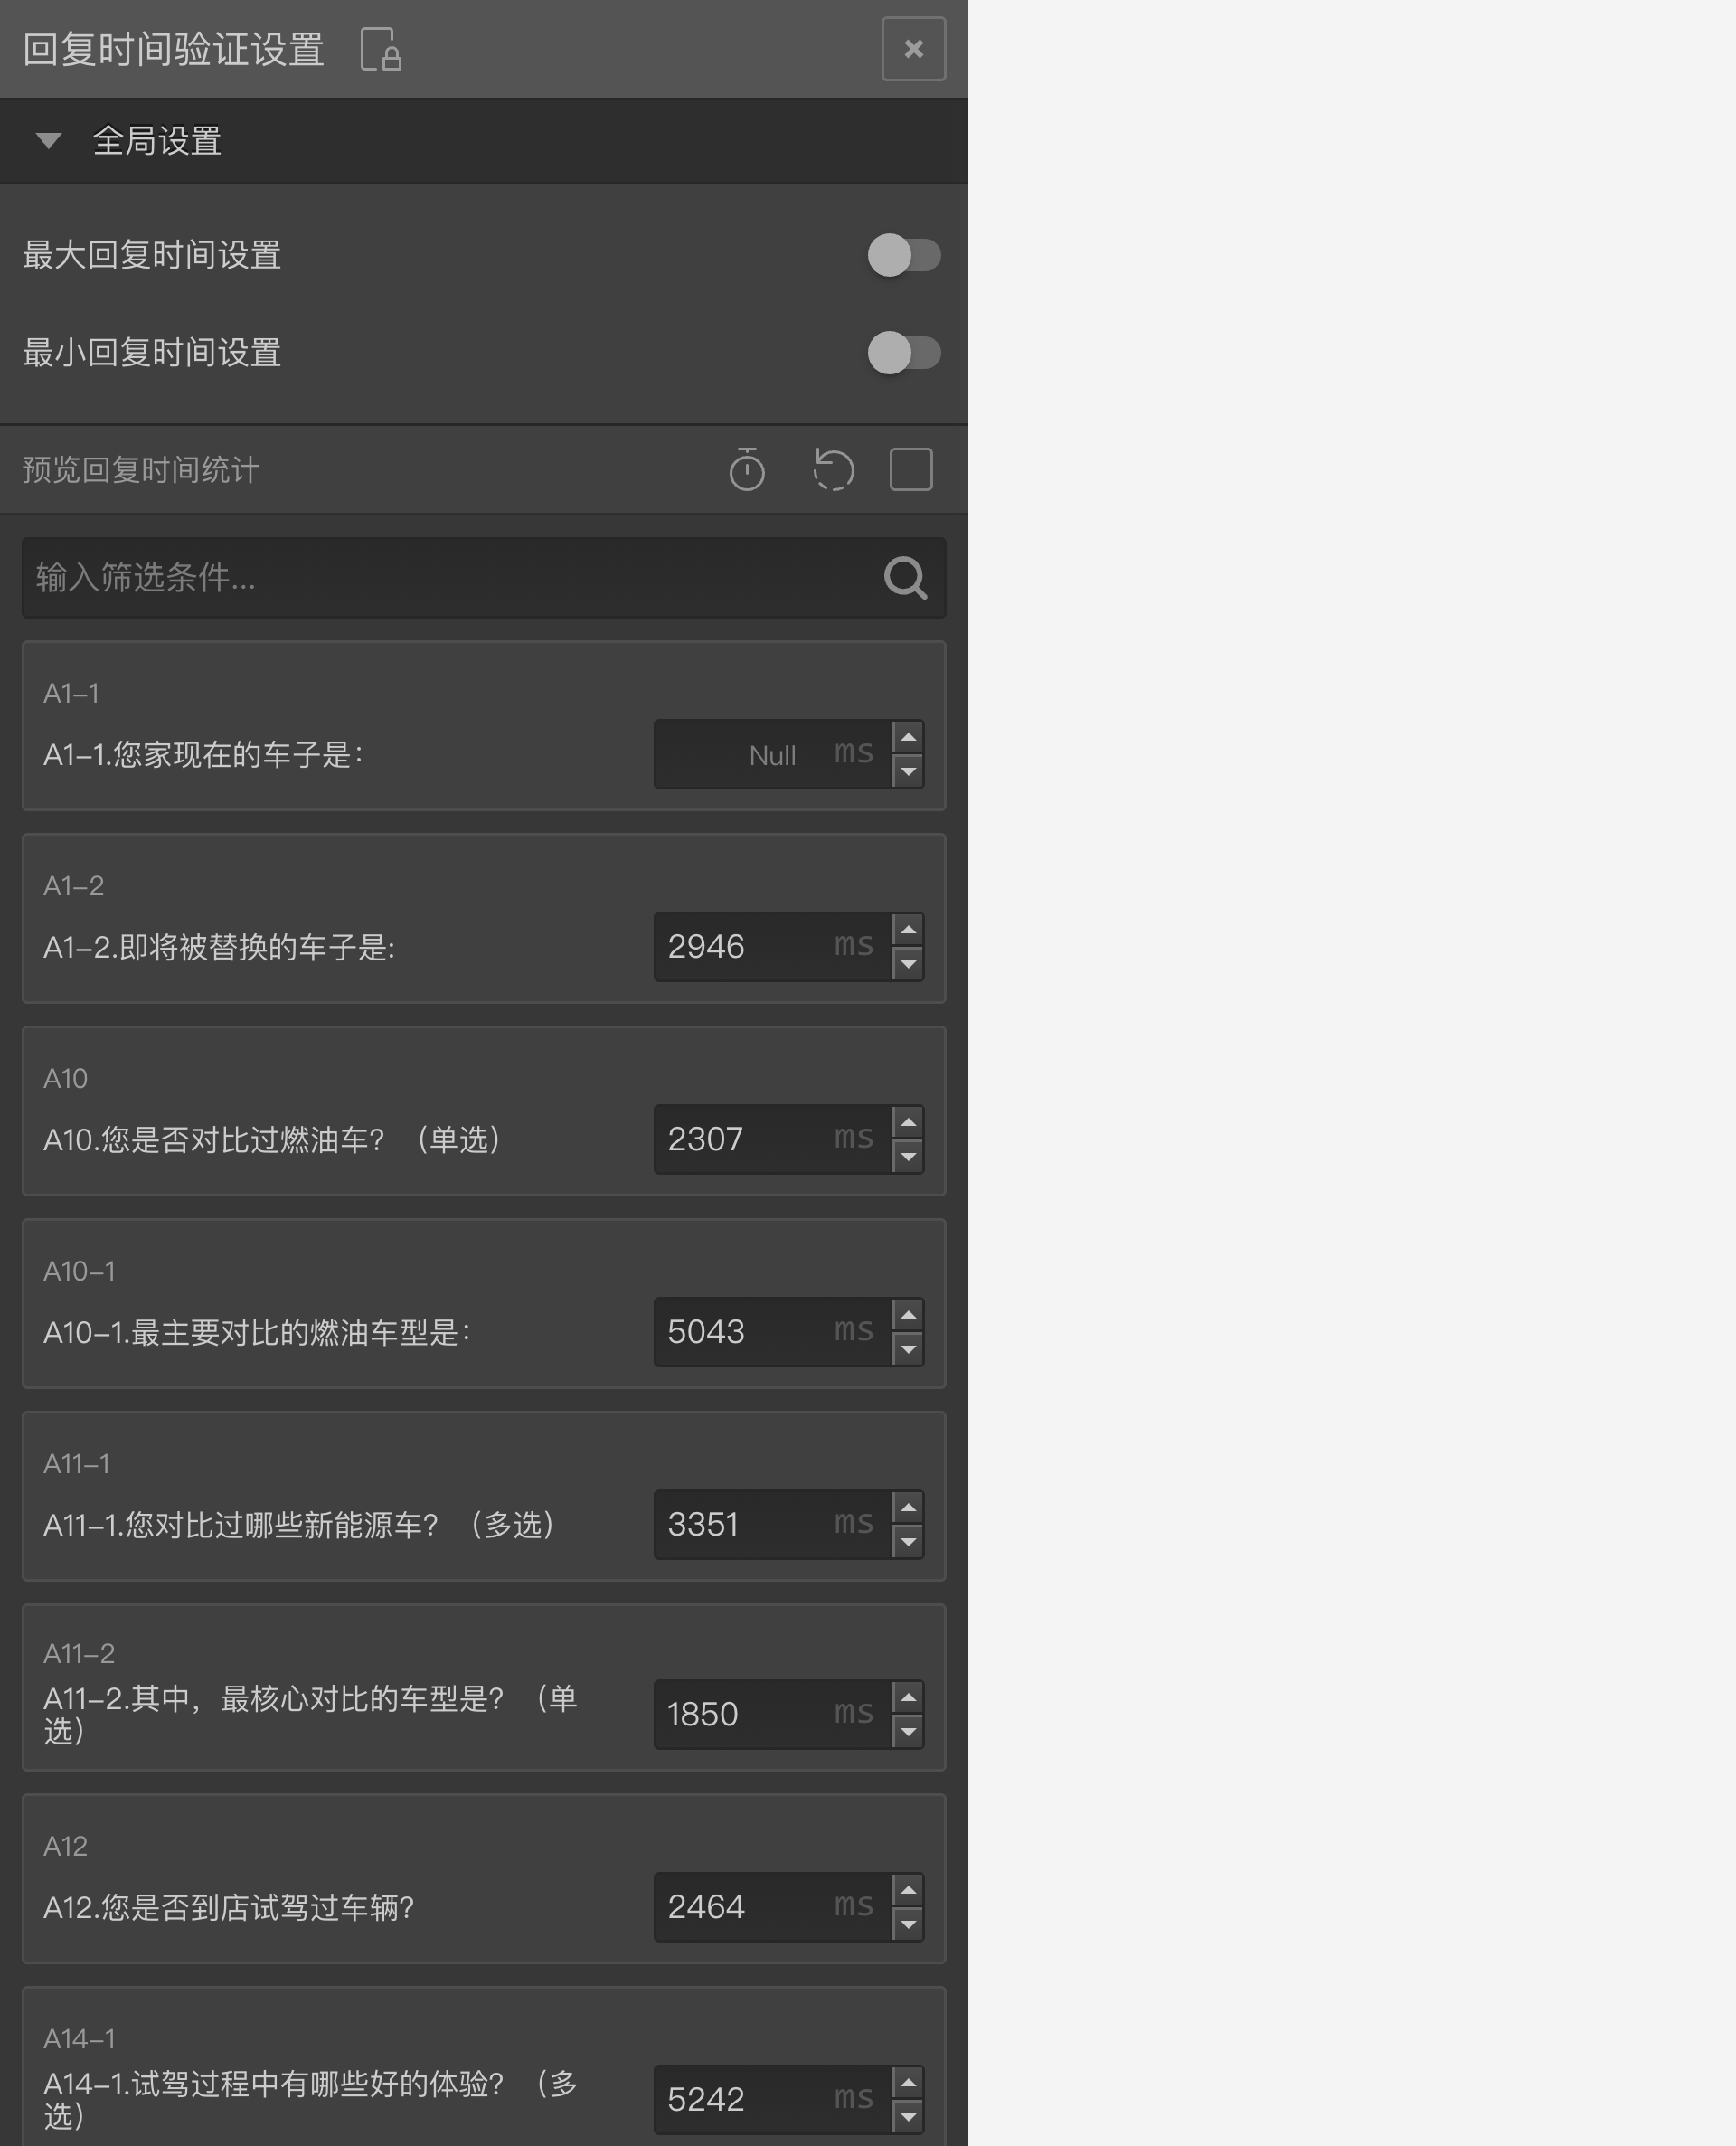 回复时间验证设置
全局设置
最大回复时间设置
最小回复时间设置
预览回复时间统计
输入筛选条件...
A1-1
A1-1.您家现在的车子是：
Null ms
A1-2
A1-2.即将被替换的车子是:
2946 ms
A10
A10.您是否对比过燃油车？（单选）
2307 ms
A10-1
A10-1.最主要对比的燃油车型是：
5043 ms
A11-1
A11-1.您对比过哪些新能源车？（多选）
3351 ms
A11-2
A11-2.其中，最核心对比的车型是？（单
选）
1850 ms
A12
A12.您是否到店试驾过车辆？
2464 ms
A14-1
A14-1.试驾过程中有哪些好的体验？（多
选）
5242 ms